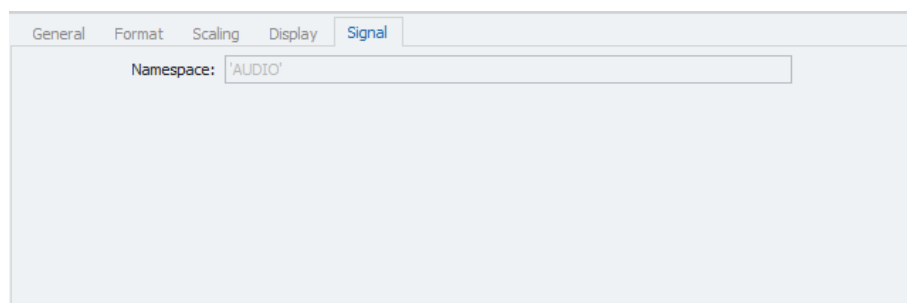 General Format Scaling Display Signal
Namespace: 'AUDIO'